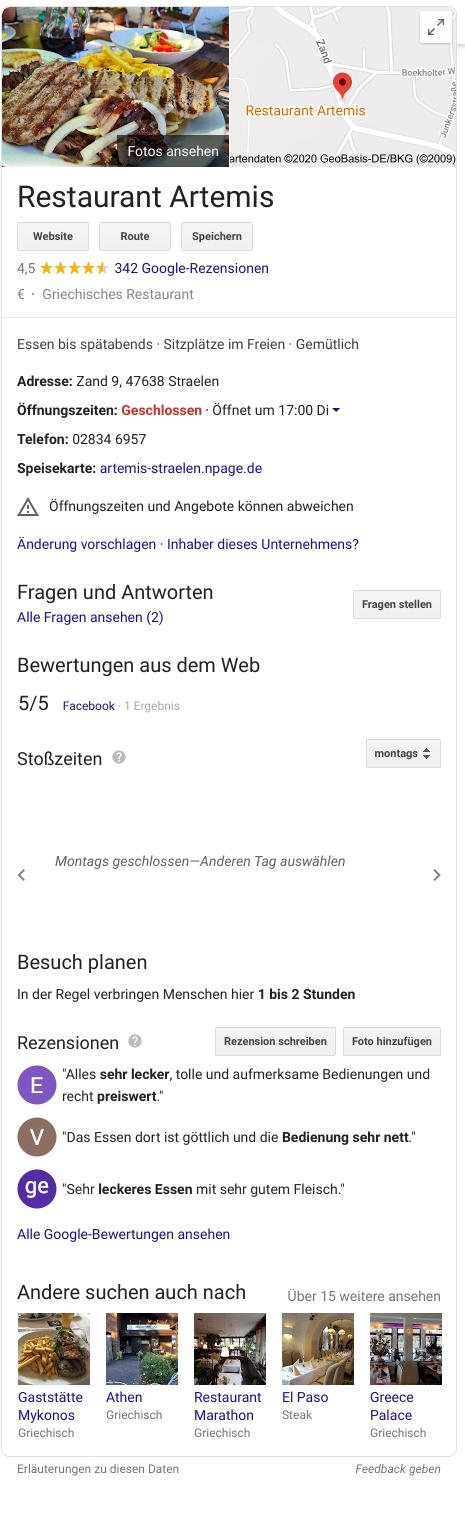 Fotos ansehen
Zand
Boekholter W
Junkersstraße
Restaurant Artemis
artendaten ©2020 GeoBasis-DE/BKG (©2009)
Restaurant Artemis
Website Route Speichern
4,5 342 Google-Rezensionen
€ · Griechisches Restaurant
Essen bis spätabends · Sitzplätze im Freien · Gemütlich
Adresse: Zand 9, 47638 Straelen
Öffnungszeiten: Geschlossen · Öffnet um 17:00 Di
Telefon: 02834 6957
Speisekarte: artemis-straelen.npage.de
Öffnungszeiten und Angebote können abweichen
Änderung vorschlagen · Inhaber dieses Unternehmens?
Fragen und Antworten
Alle Fragen ansehen (2)
Fragen stellen
Bewertungen aus dem Web
5/5 Facebook · 1 Ergebnis
Stoßzeiten ? montags
Montags geschlossen—Anderen Tag auswählen
Besuch planen
In der Regel verbringen Menschen hier 1 bis 2 Stunden
Rezensionen ? Rezension schreiben Foto hinzufügen
E "Alles sehr lecker, tolle und aufmerksame Bedienungen und
recht preiswert."
V "Das Essen dort ist göttlich und die Bedienung sehr nett."
ge "Sehr leckeres Essen mit sehr gutem Fleisch."
Alle Google-Bewertungen ansehen
Andere suchen auch nach Über 15 weitere ansehen
Gaststätte Mykonos
Griechisch
Athen
Griechisch
Restaurant Marathon
Griechisch
El Paso
Steak
Greece Palace
Griechisch
Erläuterungen zu diesen Daten Feedback geben